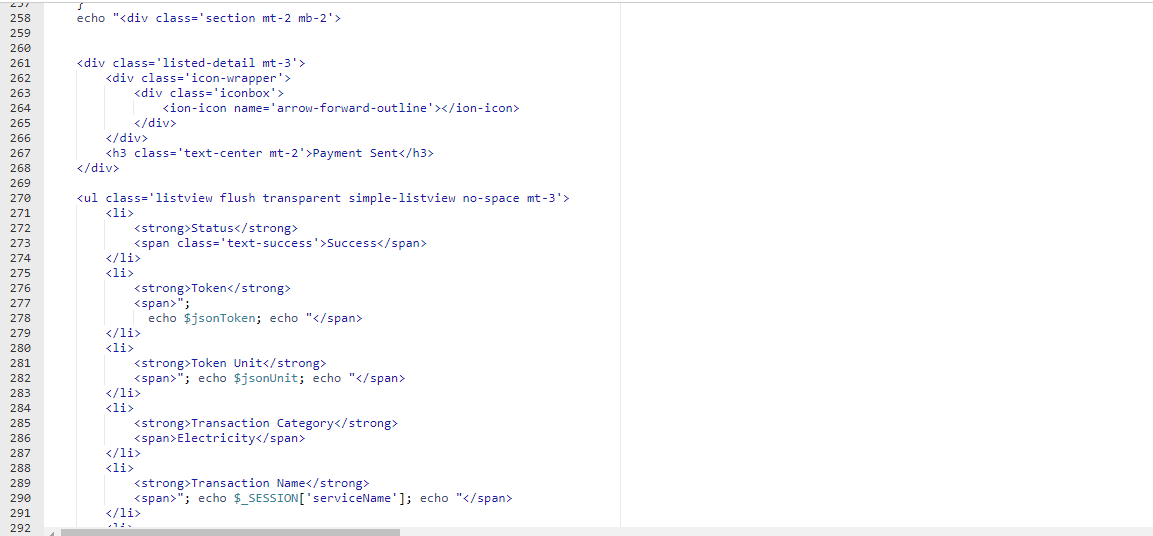 257 }
258 echo "<div class='section mt-2 mb-2'>
259
260
261 <div class='listed-detail mt-3'>
262 <div class='icon-wrapper'>
263 <div class='iconbox'>
264 <ion-icon name='arrow-forward-outline'></ion-icon>
265 </div>
266 </div>
267 <h3 class='text-center mt-2'>Payment Sent</h3>
268 </div>
269
270 <ul class='listview flush transparent simple-listview no-space mt-3'>
271 <li>
272 <strong>Status</strong>
273 <span class='text-success'>Success</span>
274 </li>
275 <li>
276 <strong>Token</strong>
277 <span>";
278 echo $jsonToken; echo "</span>
279 </li>
280 <li>
281 <strong>Token Unit</strong>
282 <span>"; echo $jsonUnit; echo "</span>
283 </li>
284 <li>
285 <strong>Transaction Category</strong>
286 <span>Electricity</span>
287 </li>
288 <li>
289 <strong>Transaction Name</strong>
290 <span>"; echo $_SESSION['serviceName']; echo "</span>
291 </li>
292 <li>